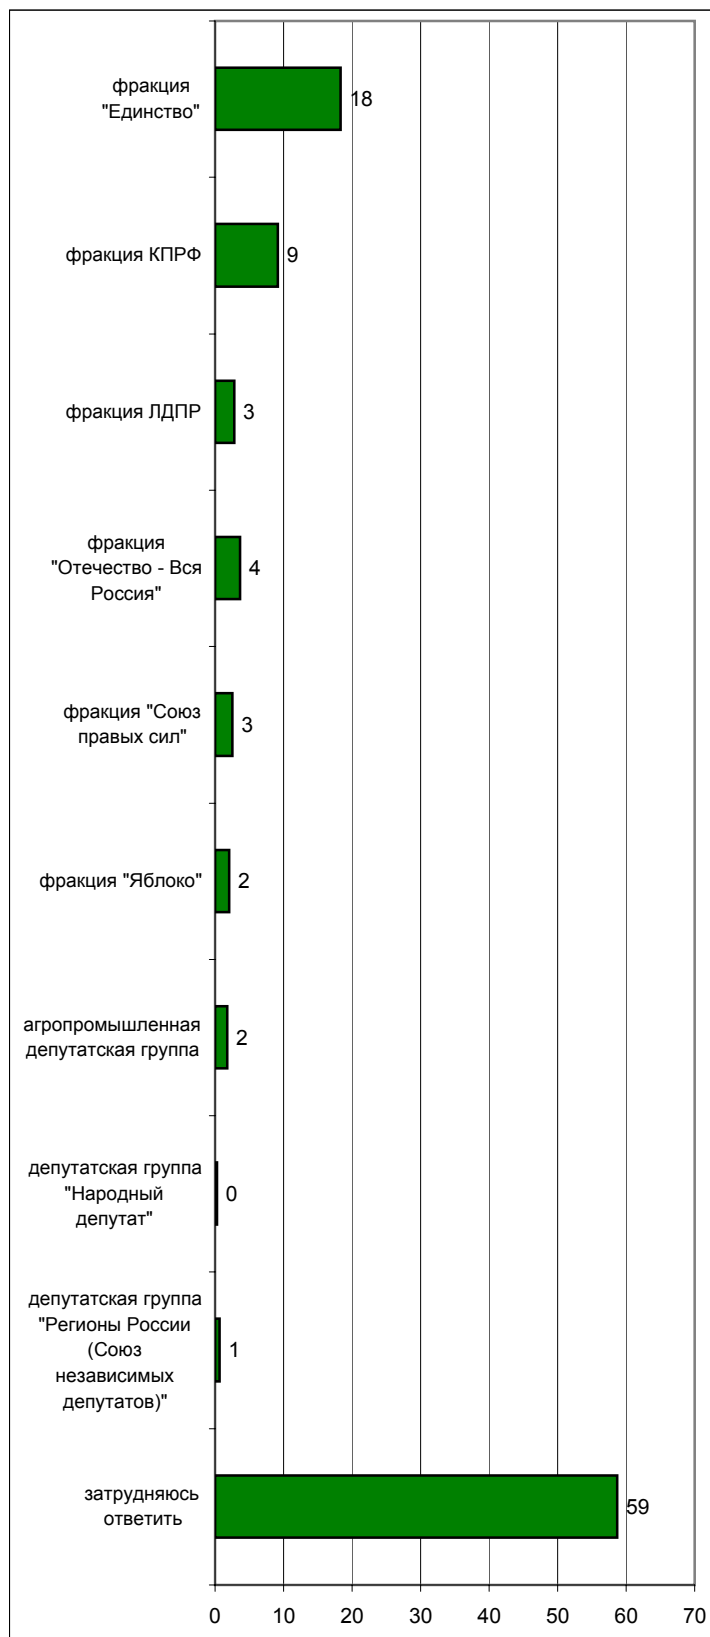 фракция
"Единство"
18
фракция КПРФ
9
фракция ЛДПР
3
фракция
"Отечество - Вся
Россия"
4
фракция "Союз
правых сил"
3
фракция "Яблоко"
2
агропромышленная
депутатская группа
2
депутатская группа
"Народный
депутат"
0
депутатская группа
"Регионы России
(Союз
независимых
депутатов)"
1
затрудняюсь
ответить
59
0 10 20 30 40 50 60 70